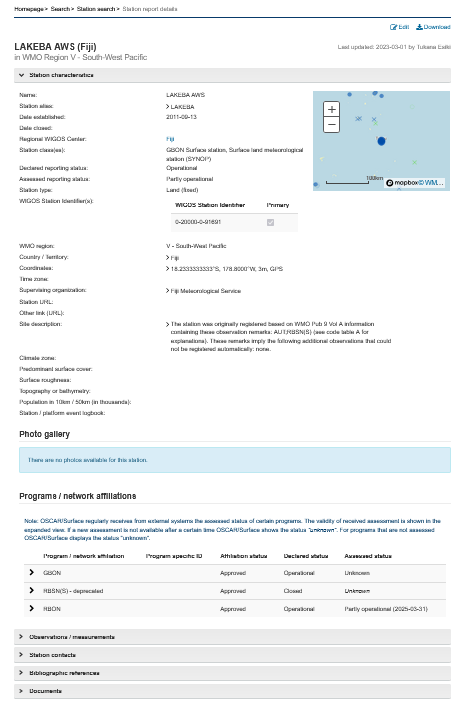 Homepage > Search > Station search > Station report details
Edit Download
LAKEBA AWS (Fiji)
Last updated: 2023-03-01 by Tukana Eaiki
in WMO Region V - South-West Pacific
Station characteristics
Name: LAKEBA AWS
Station alias: LAKEBA
Date established: 2011-09-13
Date closed:
Regional WIGOS Center: Fiji
Station class(es): GBON Surface station, Surface land meteorological
station (SYNOP)
Declared reporting status: Operational
Assessed reporting status: Partly operational
Station type: Land (fixed)
WIGOS Station Identifier(s):
WIGOS Station Identifier Primary
0-20000-0-91691
+
−
100km
mapbox © WM...
WMO region: V - South-West Pacific
Country / Territory: Fiji
Coordinates: 18.2333333333°S, 178.8000°W, 3m, GPS
Time zone:
Supervising organization: Fiji Meteorological Service
Station URL:
Other link (URL):
Site description: The station was originally registered based on WMO Pub 9 Vol A information
containing these observation remarks: AUT;RBSN(S) (see code table A for
explanations). These remarks imply the following additional observations that could
not be registered automatically: none.
Climate zone:
Predominant surface cover:
Surface roughness:
Topography or bathymetry:
Population in 10km / 50km (in thousands):
Station / platform event logbook:
Photo gallery
There are no photos available for this station.
Programs / network affiliations
Note: OSCAR/Surface regularly receives from external systems the assessed status of certain programs. The validity of received assessment is shown in the
expanded view. If a new assessment is not available after a certain time OSCAR/Surface shows the status "unknown". For programs that are not assessed
OSCAR/Surface displays the status "unknown".
Program / network affiliation Program specific ID Affiliation status Declared status Assessed status
GBON Approved Operational Unknown
RBSN(S) - deprecated Approved Closed Unknown
RBON Approved Operational Partly operational (2025-03-31)
Observations / measurements
Station contacts
Bibliographic references
Documents